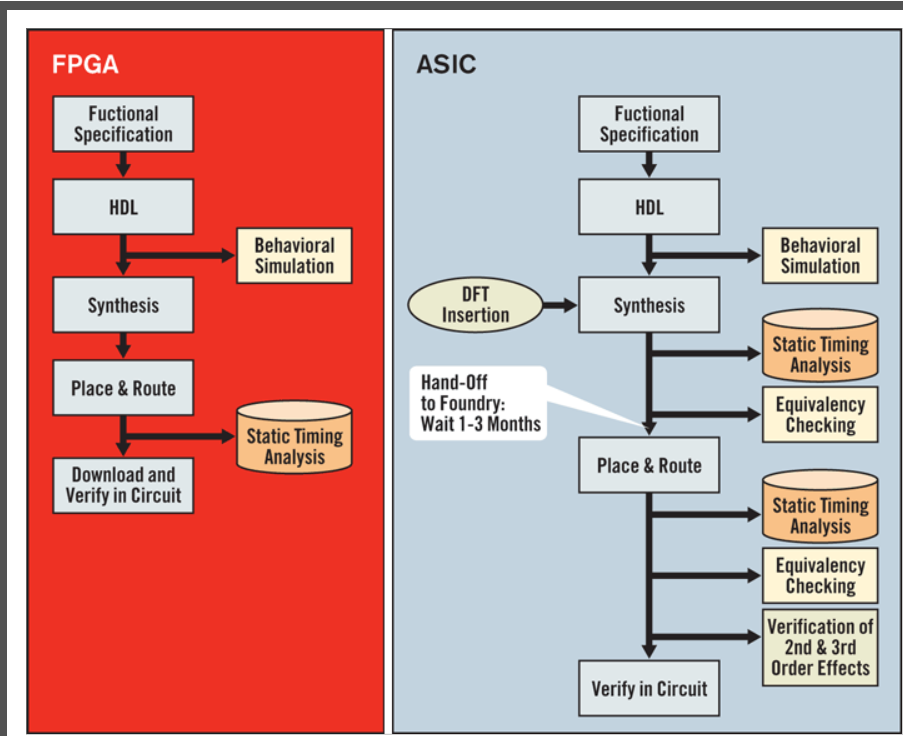 FPGA
Fuctional
Specification
HDL
Behavioral
Simulation
Synthesis
Place & Route
Static Timing
Analysis
Download and
Verify in Circuit
ASIC
Fuctional
Specification
HDL
Behavioral
Simulation
DFT
Insertion
Synthesis
Static Timing
Analysis
Hand-Off
to Foundry:
Wait 1-3 Months
Equivalency
Checking
Place & Route
Static Timing
Analysis
Equivalency
Checking
Verification of
2nd & 3rd
Order Effects
Verify in Circuit